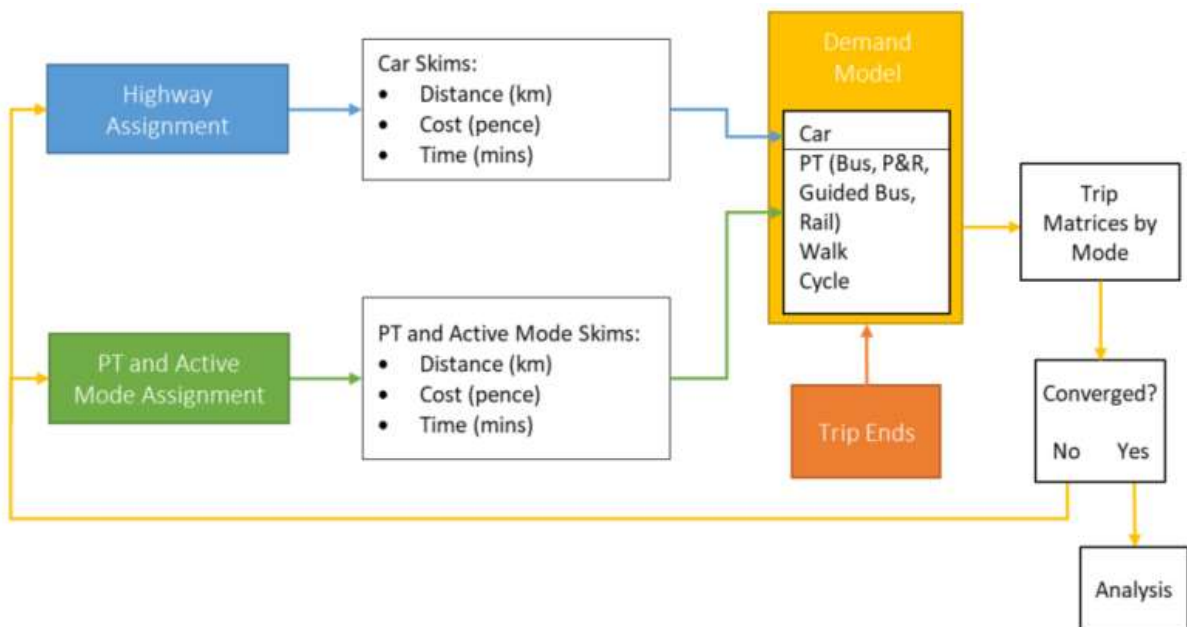 Highway
Assignment
Car Skims:
• Distance (km)
• Cost (pence)
• Time (mins)
PT and Active
Mode Assignment
PT and Active Mode Skims:
• Distance (km)
• Cost (pence)
• Time (mins)
Demand
Model
Car
PT (Bus, P&R,
Guided Bus,
Rail)
Walk
Cycle
Trip Ends
Trip
Matrices by
Mode
Converged?
No Yes
Analysis